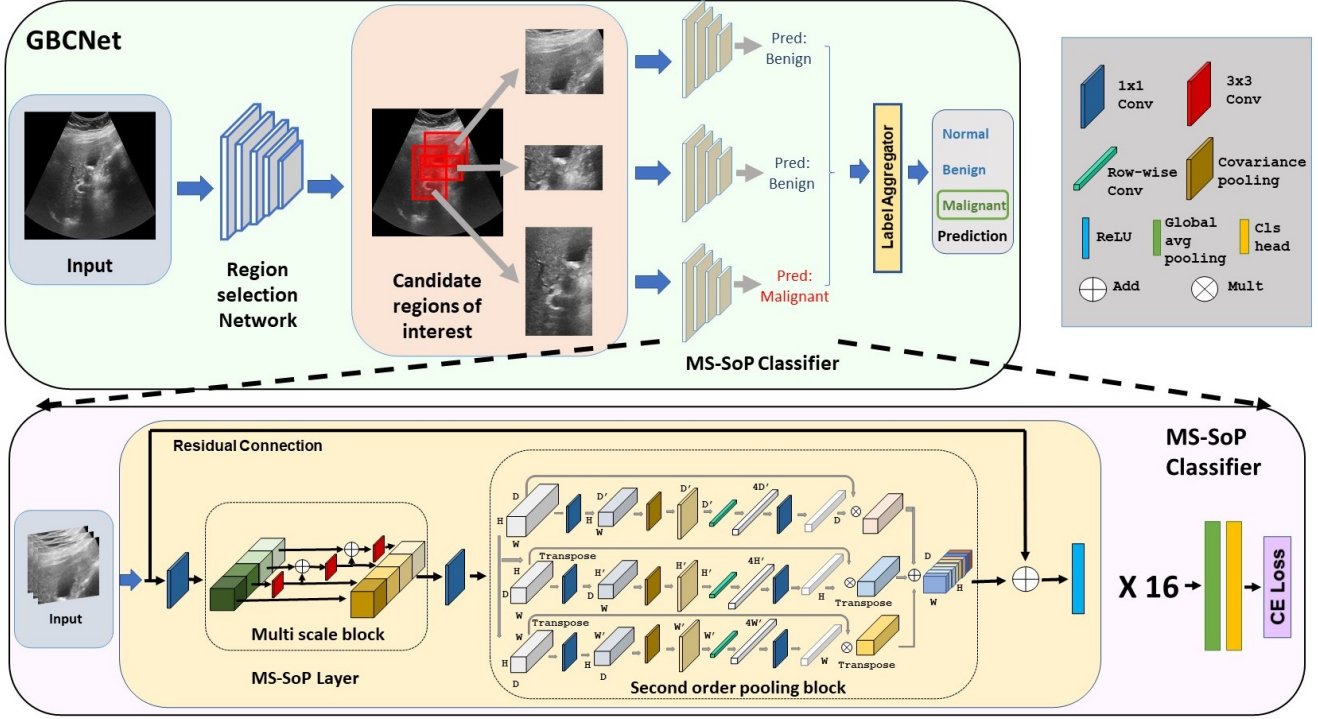 GBCNet
Input
Region
selection
Network
Candidate
regions of
interest
Pred:
Benign
Pred:
Benign
Pred:
Malignant
MS-SoP Classifier
Label Aggregator
Normal
Benign
Malignant
Prediction
1x1
Conv
3x3
Conv
Row-wise
Conv
Covariance
pooling
ReLU
Global
avg
pooling
Cls
head
Add
Mult
MS-SoP
Classifier
Residual Connection
Input
Multi scale block
MS-SoP Layer
D
H
W
D'
H
W
D'
D'
4D'
D
Transpose
H
D
W
H'
D
W
H'
H'
4H'
H
Transpose
Transpose
W
H
D
W'
H
D
W'
W'
4W'
W
Transpose
D
W
H
Second order pooling block
X 16
CE Loss